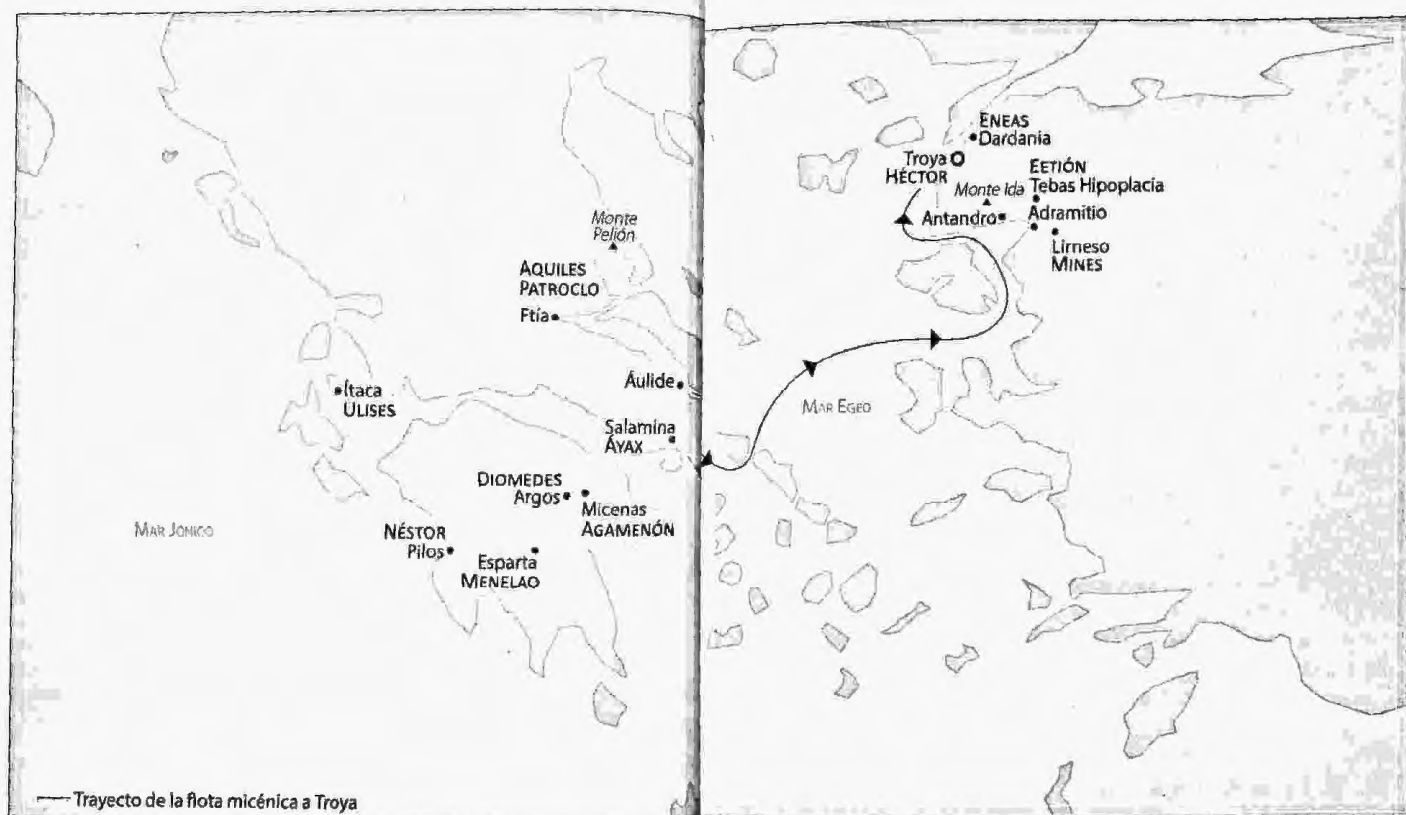 Monte
Pelión
AQUILES
PATROCLO
Ftía
Ítaca
ULISES
Áulide
Salamina
ÁYAX
DIOMEDES
Argos
Micenas
AGAMENÓN
NÉSTOR
Pilos
Esparta
MENELAO
MAR JÓNICO
Trayecto de la flota micénica a Troya
ENEAS
Dardania
Troya
HÉCTOR
EETIÓN
Tebas Hipoplacia
Monte Ida
Antandro
Adramitio
Lirneso
MINES
MAR EGEO